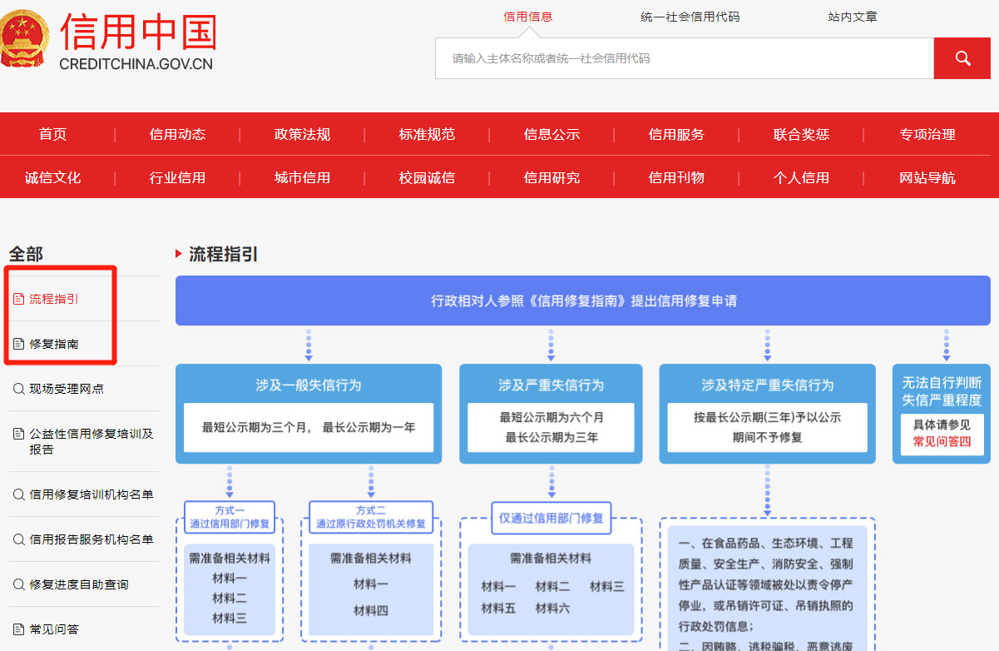 信用信息
统一社会信用代码
站内文章
信用中国
CREDITCHINA.GOV.CN
请输入主体名称或者统一社会信用代码
首页
信用动态
政策法规
标准规范
信息公示
信用服务
联合奖惩
专项治理
诚信文化
行业信用
城市信用
校园诚信
信用研究
信用刊物
个人信用
网站导航
全部
流程指引
修复指南
现场受理网点
公益性信用修复培训及
报告
信用修复培训机构名单
信用报告服务机构名单
修复进度自助查询
常见问答
流程指引
行政相对人参照《信用修复指南》提出信用修复申请
涉及一般失信行为
最短公示期为三个月，最长公示期为一年
涉及严重失信行为
最短公示期为六个月
最长公示期为三年
涉及特定严重失信行为
按最长公示期(三年)予以公示
期间不予修复
无法自行判断
失信严重程度
具体请参见
常见问答四
方式一
通过信用部门修复
需准备相关材料
材料一
材料二
材料三
方式二
通过原行政处罚机关修复
需准备相关材料
材料一
材料四
仅通过信用部门修复
需准备相关材料
材料一 材料二 材料三
材料五 材料六
一、在食品药品、生态环境、工程
质量、安全生产、消防安全、强制
性产品认证等领域被处以责令停产
停业，或吊销许可证、吊销执照的
行政处罚信息；
二、因贿赂、逃税骗税、恶意逃废